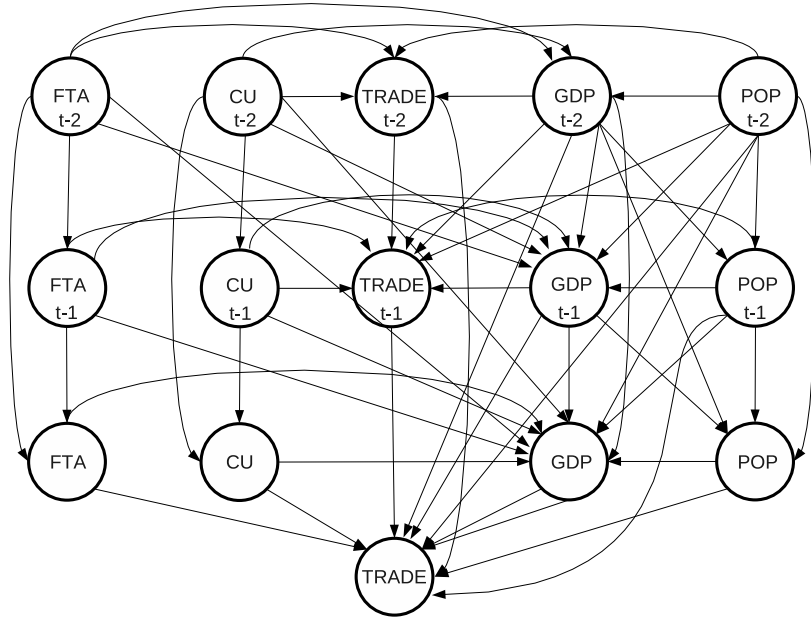 FTA
t-2
CU
t-2
TRADE
t-2
GDP
t-2
POP
t-2
FTA
t-1
CU
t-1
TRADE
t-1
GDP
t-1
POP
t-1
FTA
CU
GDP
POP
TRADE